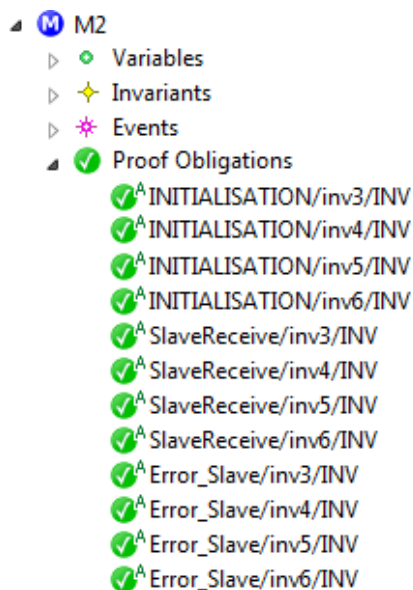 M M2
Variables
Invariants
Events
Proof Obligations
A INITIALISATION/inv3/INV
A INITIALISATION/inv4/INV
A INITIALISATION/inv5/INV
A INITIALISATION/inv6/INV
A SlaveReceive/inv3/INV
A SlaveReceive/inv4/INV
A SlaveReceive/inv5/INV
A SlaveReceive/inv6/INV
A Error_Slave/inv3/INV
A Error_Slave/inv4/INV
A Error_Slave/inv5/INV
A Error_Slave/inv6/INV